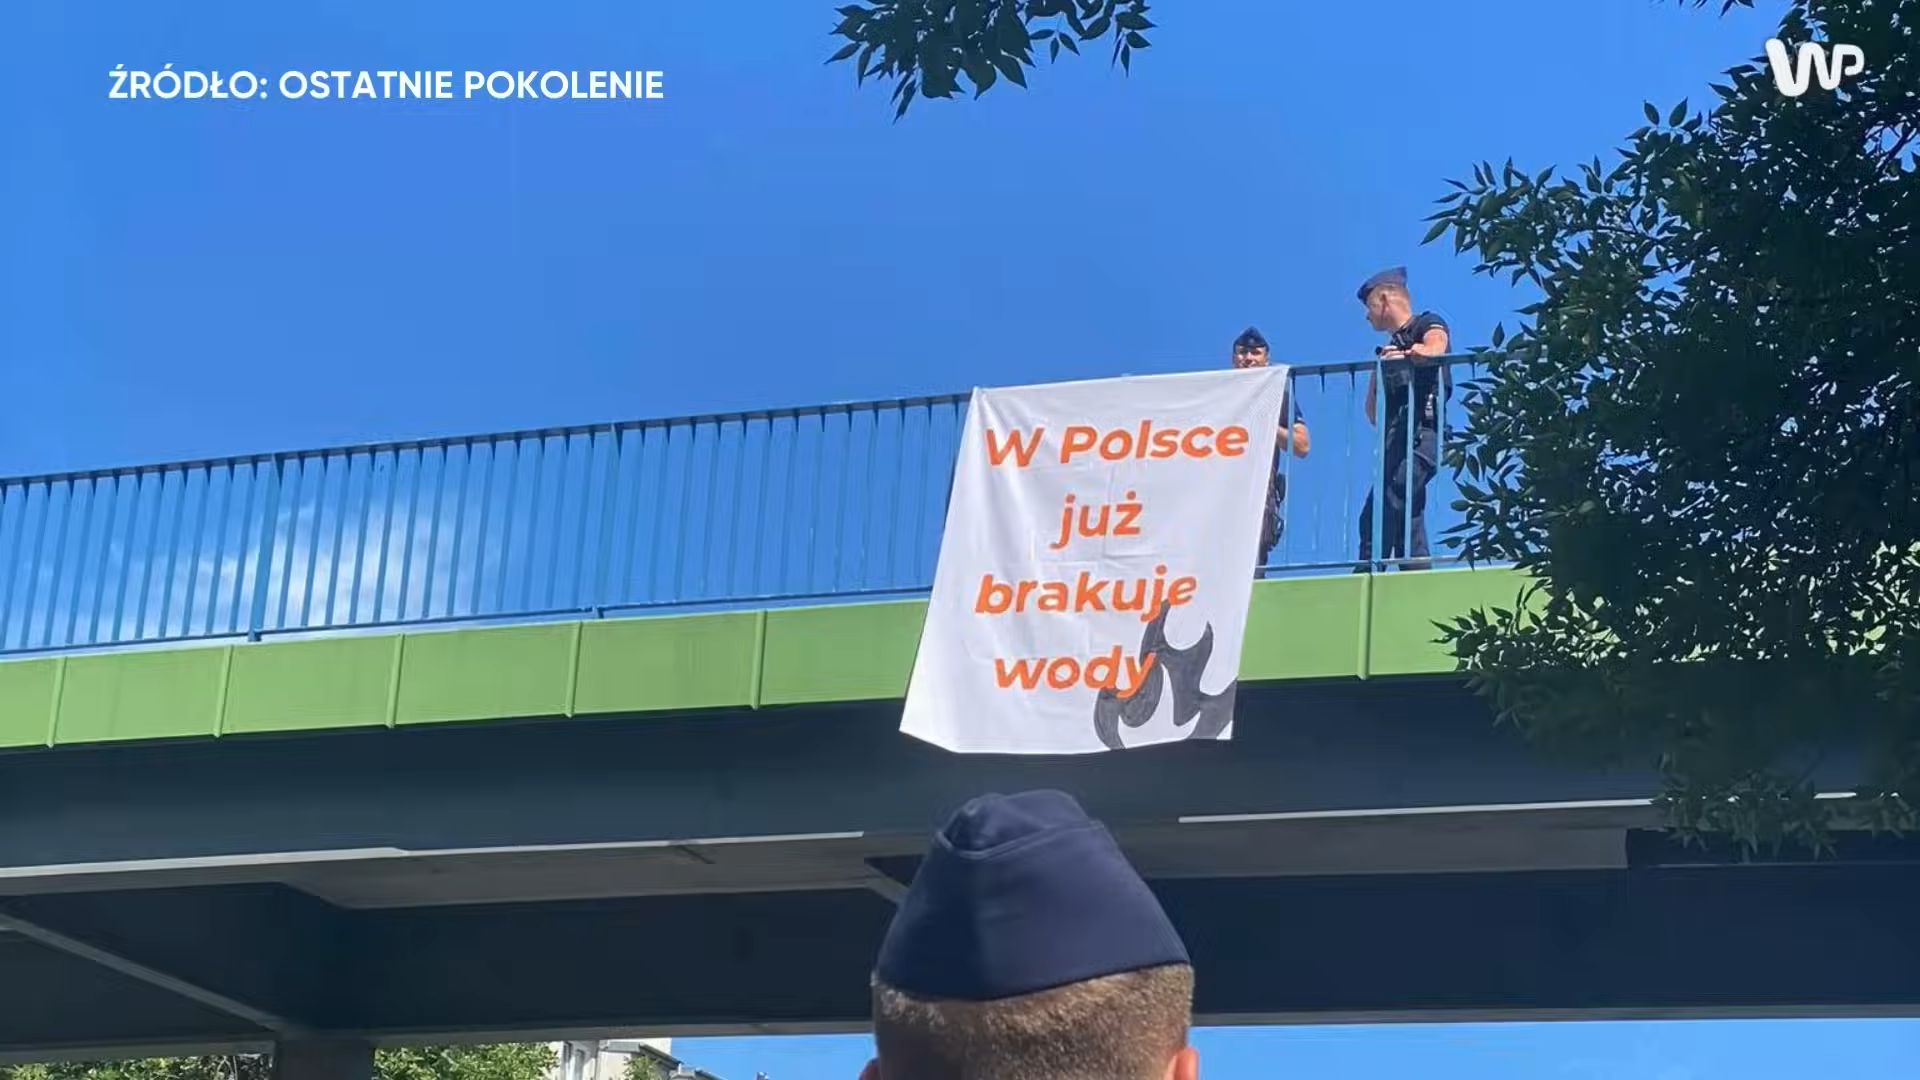 ŹRÓDŁO: OSTATNIE POKOLENIE
WP
W Polsce
już
brakuje
wody